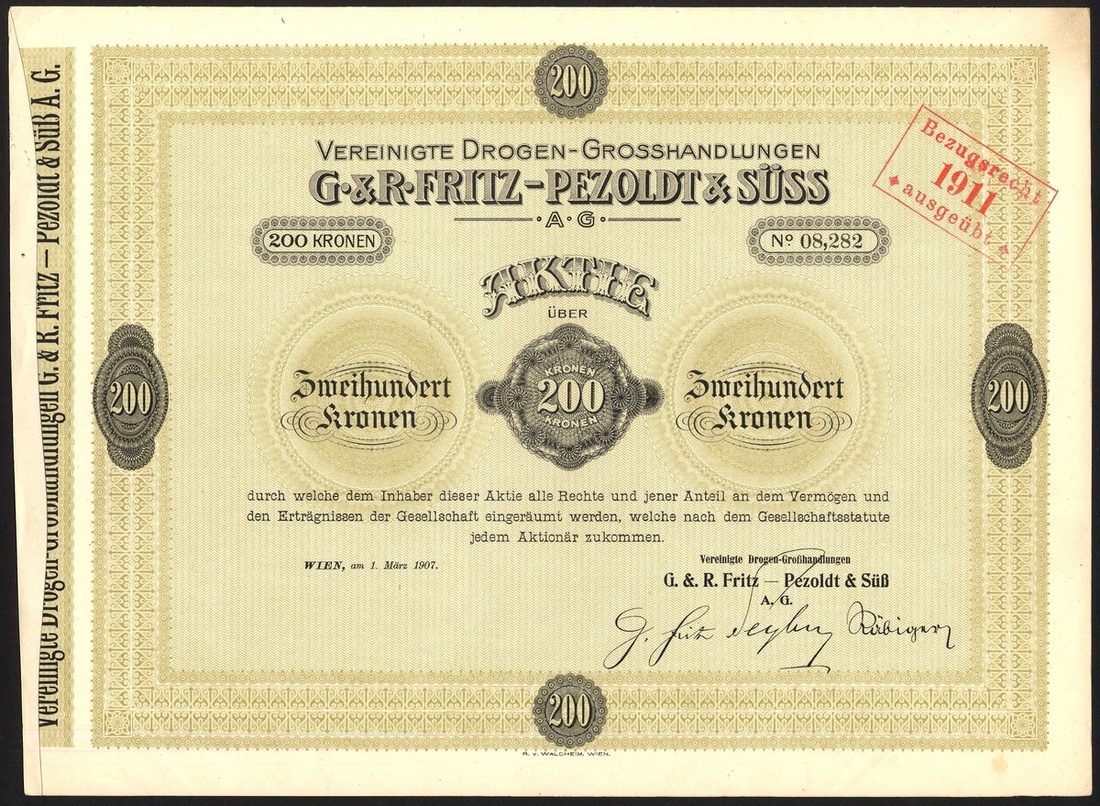 200
VEREINIGTE DROGEN-GROSSHANDLUNGEN
G.&R.FRITZ-PEZOLDT & SÜSS
·A·G·
200 KRONEN
Nº 08,282
Bezugsrecht
1911
ausgeübt
AKTIE
ÜBER
Zweihundert
Kronen
KRONEN
200
KRONEN
Zweihundert
Kronen
200
200
durch welche dem Inhaber dieser Aktie alle Rechte und jener Anteil an dem Vermögen und
den Erträgnissen der Gesellschaft eingeräumt werden, welche nach dem Gesellschaftsstatute
jedem Aktionär zukommen.
WIEN, am 1. März 1907.
Vereinigte Drogen-Großhandlungen
G. & R. Fritz — Pezoldt & Süß
A. G.
G. Fritz
Räbiger
200
R. v. WALDHEIM, WIEN.
Vereinigte Drogen-Großhandlungen G. & R. Fritz — Pezoldt & Süß A. G.